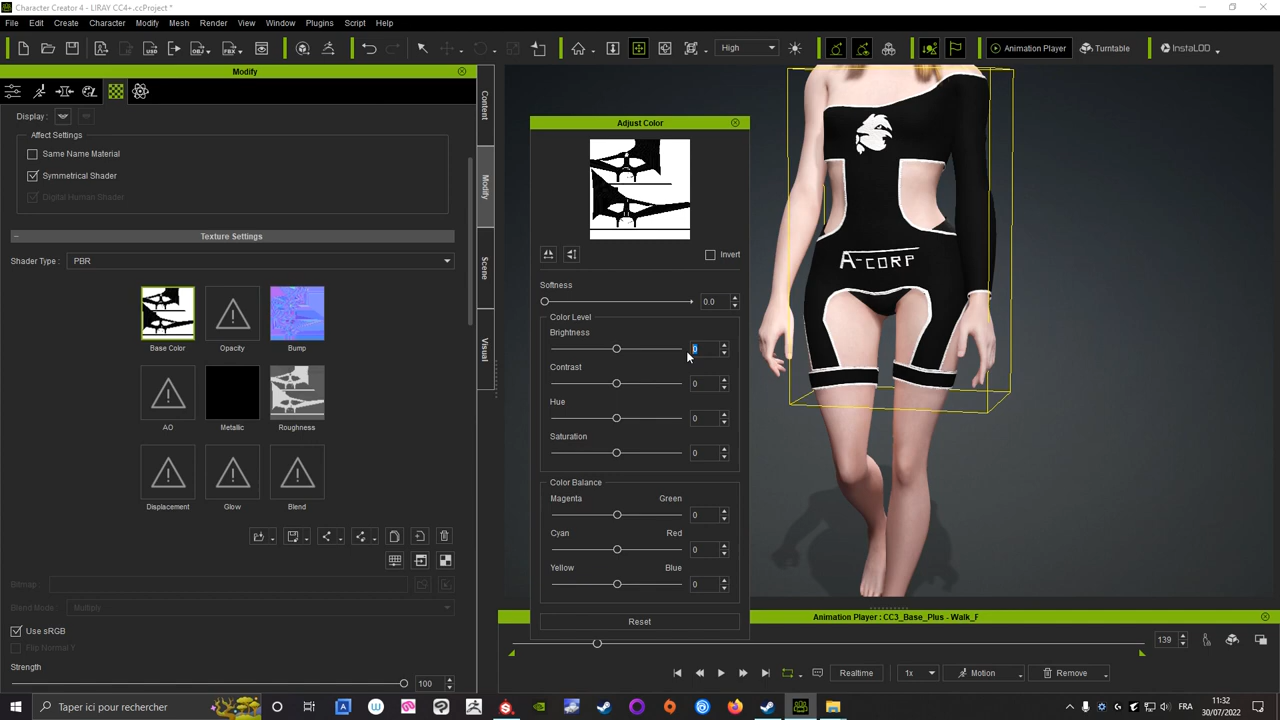 Character Creator 4 - LIRAY CC4+.ccProject *
File Edit Create Character Modify Mesh Render View Window Plugins Script Help
High Animation Player Turntable InstaLOD
Modify
Adjust Color
Content
Modify
Scene
Visual
Display :
Affect Settings
Same Name Material
Symmetrical Shader
Digital Human Shader
Texture Settings
Shader Type : PBR
Base Color Opacity Bump
AO Metallic Roughness
Displacement Glow Blend
Bitmap :
Blend Mode : Multiply
Use sRGB
Flip Normal Y
Strength
100
Invert
Softness
0.0
Color Level
Brightness
0
Contrast
0
Hue
0
Saturation
0
Color Balance
Magenta Green
0
Cyan Red
0
Yellow Blue
0
Reset
A-CORP
Animation Player : CC3_Base_Plus - Walk_F
139
Realtime 1x Motion Remove
Taper ici pour rechercher
11:32
30/07/2022